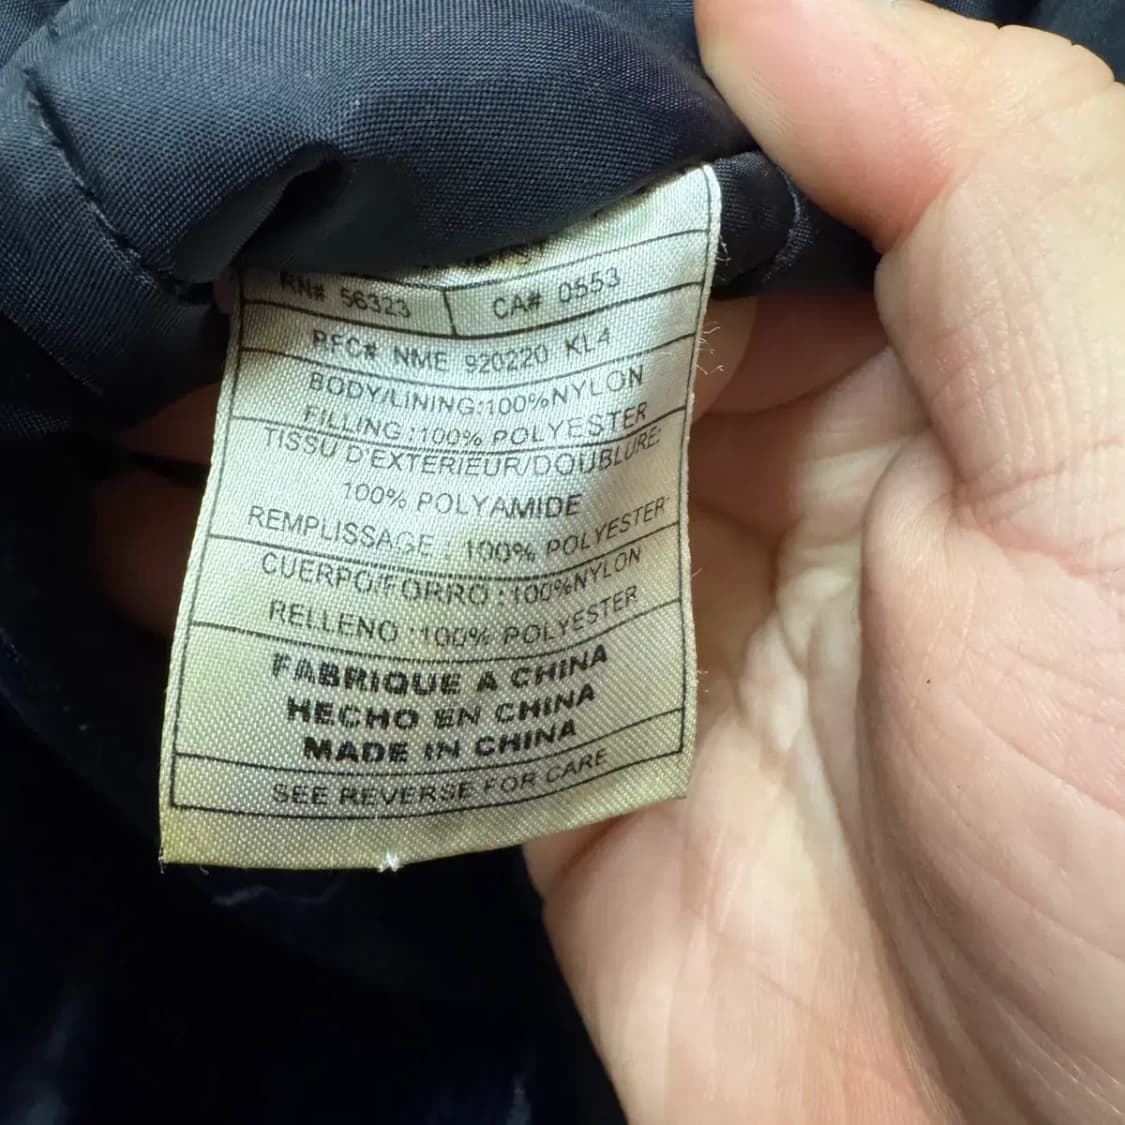 RN# 56323 CA# 0553
RFC# NME 920220 KL4
BODY/LINING:100%NYLON
FILLING:100% POLYESTER
TISSU D'EXTERIEUR/DOUBLURE:
100% POLYAMIDE
REMPLISSAGE : 100% POLYESTER
CUERPO/FORRO:100%NYLON
RELLENO :100% POLYESTER
FABRIQUE A CHINA
HECHO EN CHINA
MADE IN CHINA
SEE REVERSE FOR CARE